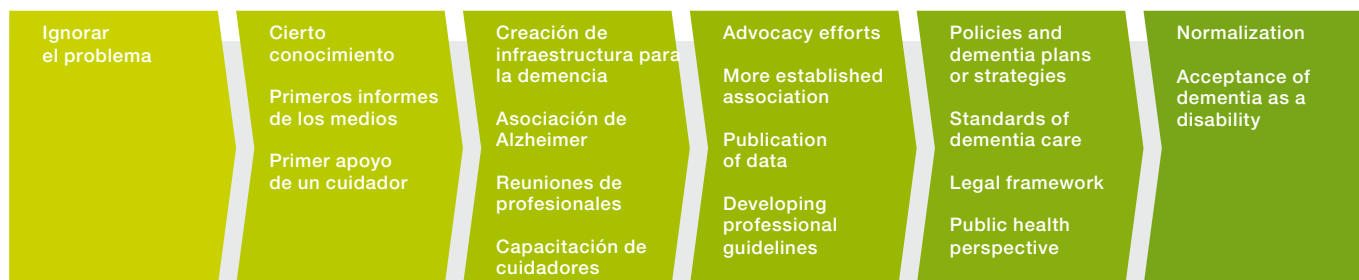 Ignorar
el problema
Cierto
conocimiento
Primeros informes
de los medios
Primer apoyo
de un cuidador
Creación de
infraestructura para
la demencia
Asociación de
Alzheimer
Reuniones de
profesionales
Capacitación de
cuidadores
Advocacy efforts
More established
association
Publication
of data
Developing
professional
guidelines
Policies and
dementia plans
or strategies
Standards of
dementia care
Legal framework
Public health
perspective
Normalization
Acceptance of
dementia as a
disability